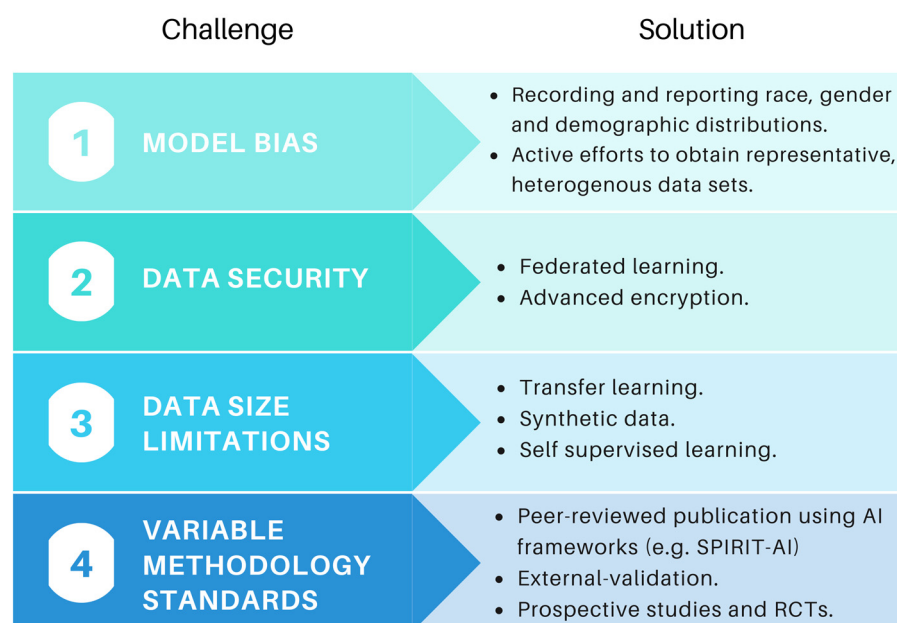 Challenge
Solution
1
MODEL BIAS
• Recording and reporting race, gender
and demographic distributions.
• Active efforts to obtain representative,
heterogenous data sets.
2
DATA SECURITY
• Federated learning.
• Advanced encryption.
3
DATA SIZE
LIMITATIONS
• Transfer learning.
• Synthetic data.
• Self supervised learning.
4
VARIABLE
METHODOLOGY
STANDARDS
• Peer-reviewed publication using AI
frameworks (e.g. SPIRIT-AI)
• External-validation.
• Prospective studies and RCTs.